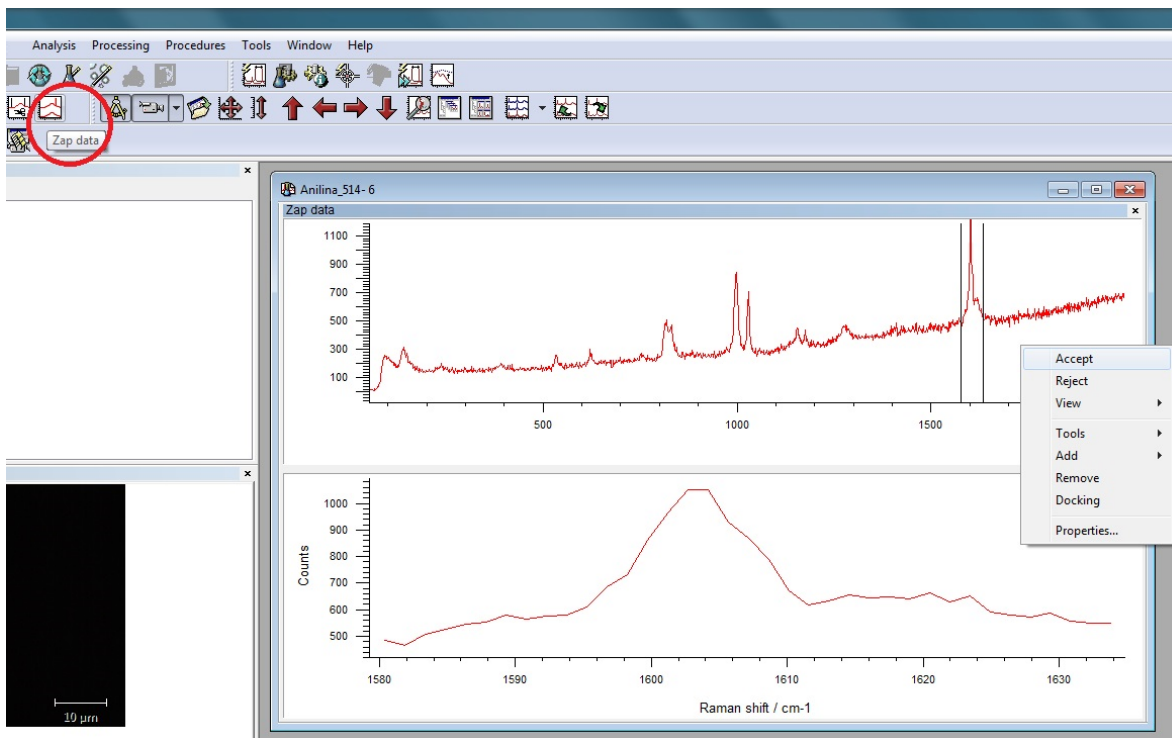 Analysis Processing Procedures Tools Window Help
Zap data
Anilina_514- 6
Zap data
1100
900
700
500
300
100
500 1000 1500
Accept
Reject
View
Tools
Add
Remove
Docking
Properties...
1000
900
800
700
600
500
Counts
1580 1590 1600 1610 1620 1630
Raman shift / cm-1
10 μm